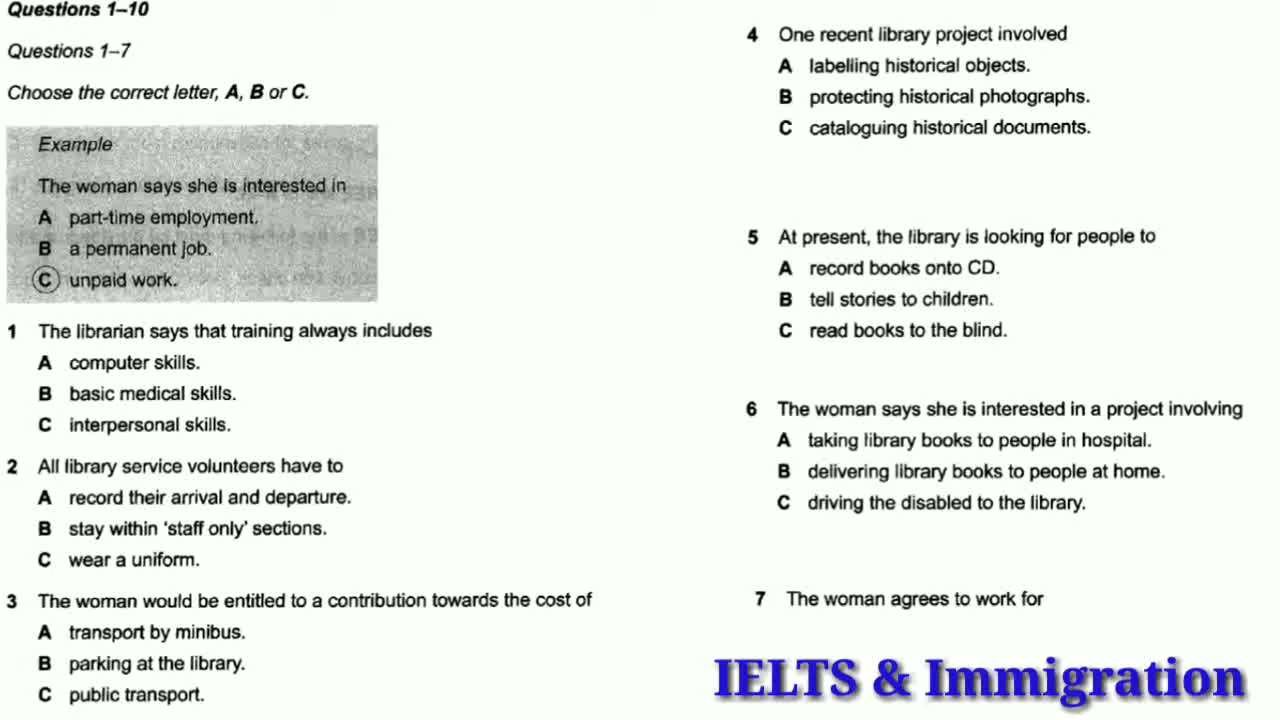 Questions 1–10
Questions 1–7
Choose the correct letter, A, B or C.
Example
The woman says she is interested in
A part-time employment.
B a permanent job.
C unpaid work.
1 The librarian says that training always includes
A computer skills.
B basic medical skills.
C interpersonal skills.
2 All library service volunteers have to
A record their arrival and departure.
B stay within ‘staff only’ sections.
C wear a uniform.
3 The woman would be entitled to a contribution towards the cost of
A transport by minibus.
B parking at the library.
C public transport.
4 One recent library project involved
A labelling historical objects.
B protecting historical photographs.
C cataloguing historical documents.
5 At present, the library is looking for people to
A record books onto CD.
B tell stories to children.
C read books to the blind.
6 The woman says she is interested in a project involving
A taking library books to people in hospital.
B delivering library books to people at home.
C driving the disabled to the library.
7 The woman agrees to work for
IELTS & Immigration